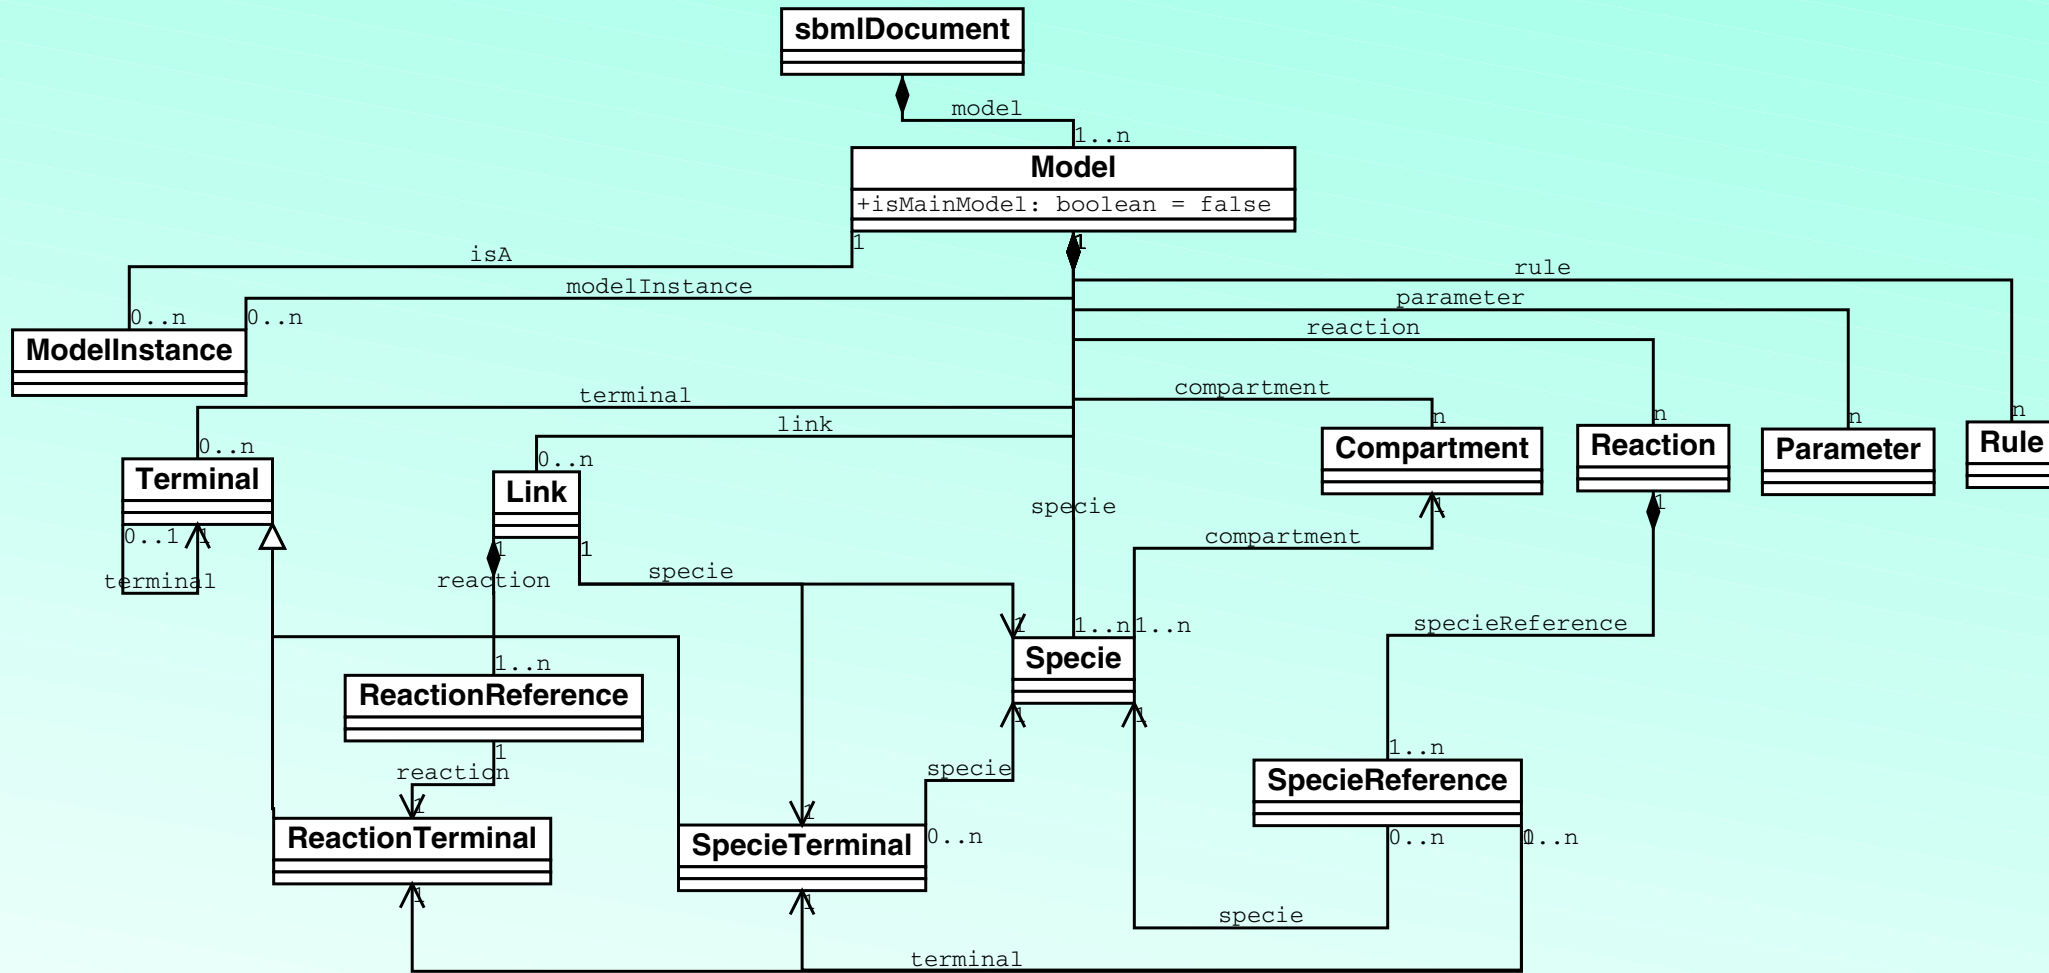 sbmlDocument
model
1..n
Model
+isMainModel: boolean = false
1
1
isA
rule
modelInstance
parameter
0..n
0..n
reaction
ModelInstance
compartment
terminal
n
n
n
n
link
0..n
0..n
Compartment
Reaction
Parameter
Rule
Terminal
Link
specie
1
1
0..1
1
compartment
1
1
terminal
reaction
specie
1
1..n
1..n
specieReference
Specie
1..n
ReactionReference
1
1
1
reaction
specie
1..n
SpecieReference
1
1
ReactionTerminal
SpecieTerminal
0..n
0..n
0..n
1
1
specie
terminal